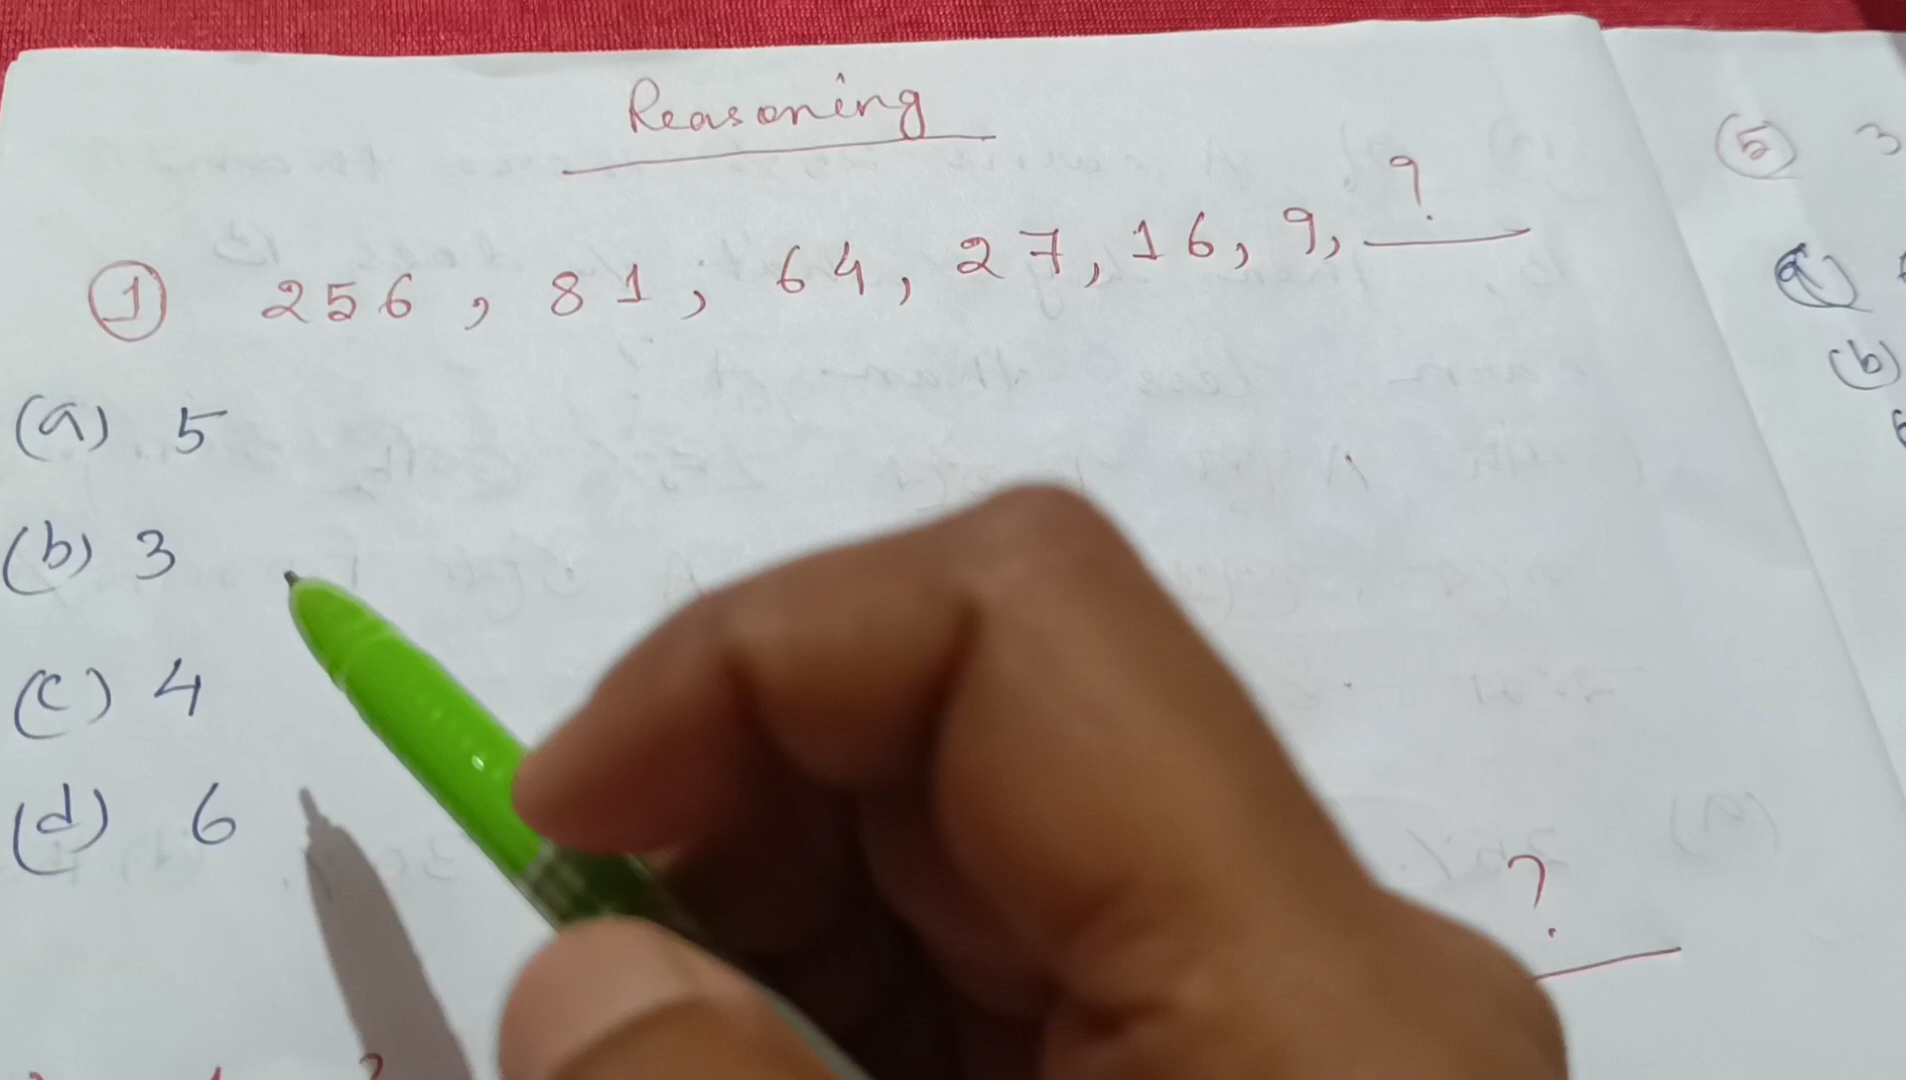 Reasoning
① 256, 81, 64, 27, 16, 9, ?
(a) 5
(b) 3
(c) 4
(d) 6
?
?
(5) 3
(a)
(b)